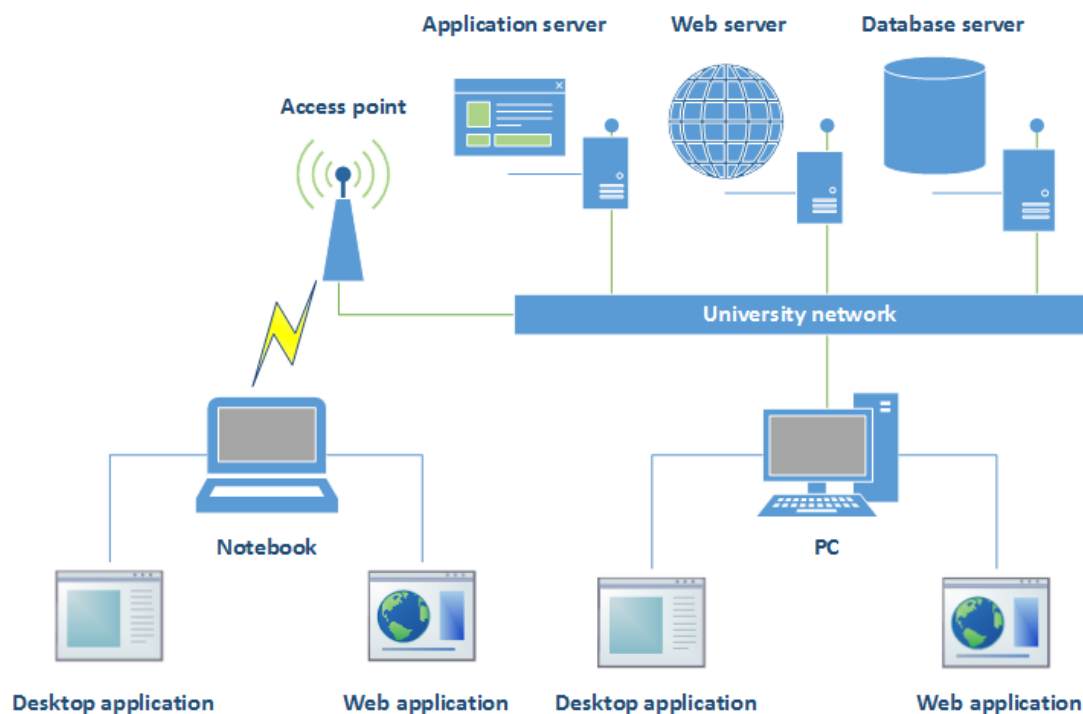 Application server
Web server
Database server
Access point
University network
Notebook
PC
Desktop application
Web application
Desktop application
Web application